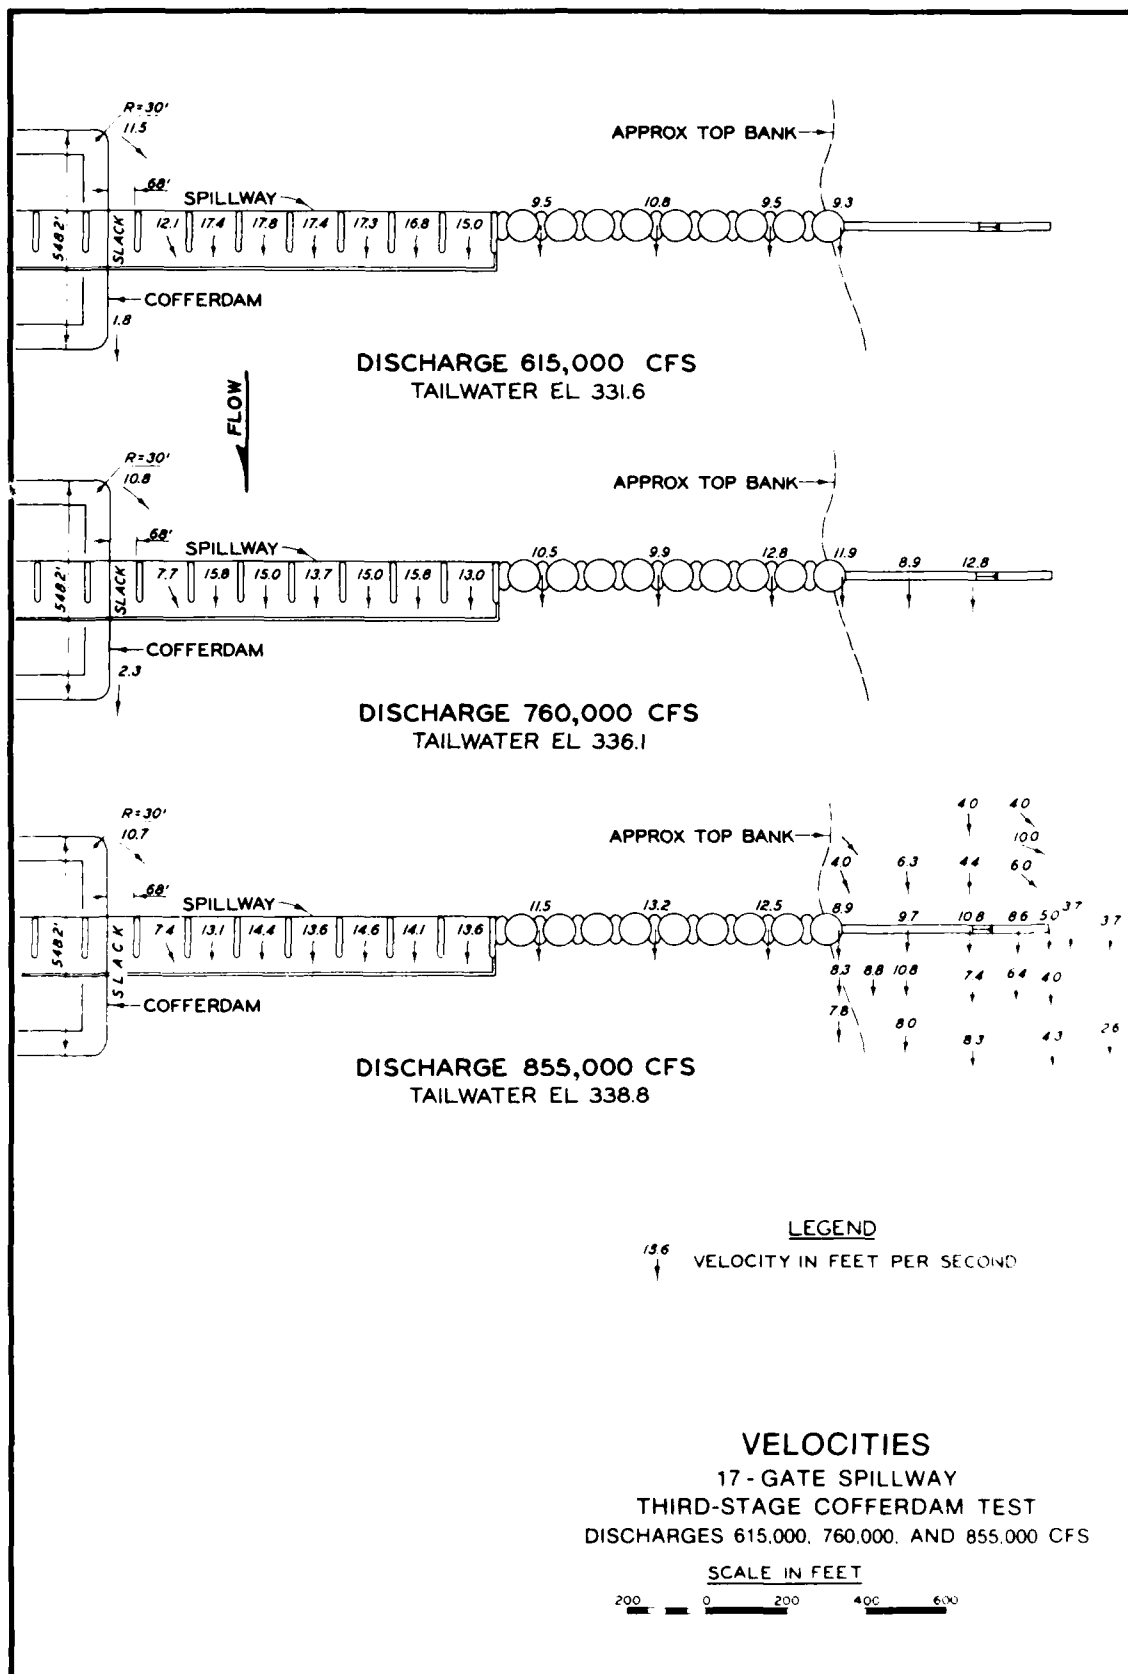 R=30'
11.5
APPROX TOP BANK
68'
SPILLWAY
9.5 10.8 9.5 9.3
5482'
SLACK
12.1 17.4 17.8 17.4 17.3 16.8 15.0
COFFERDAM
1.8
DISCHARGE 615,000 CFS
TAILWATER EL 331.6
FLOW
R=30'
10.8
APPROX TOP BANK
68'
SPILLWAY
10.5 9.9 12.8 11.9 8.9 12.8
5482'
SLACK
7.7 15.8 15.0 13.7 15.0 15.8 13.0
COFFERDAM
2.3
DISCHARGE 760,000 CFS
TAILWATER EL 336.1
4.0 4.0
R=30'
10.7
APPROX TOP BANK
10.0
4.0 6.3 4.4 6.0
68'
SPILLWAY
11.5 13.2 12.5 8.9 9.7 10.8 8.6 5.0 3.7 3.7
5482'
SLACK
7.4 13.1 14.4 13.6 14.6 14.1 13.6
8.3 8.8 10.8 7.4 6.4 4.0
COFFERDAM
7.8 8.0 8.3 4.3 2.6
DISCHARGE 855,000 CFS
TAILWATER EL 338.8
LEGEND
13.6
VELOCITY IN FEET PER SECOND
VELOCITIES
17-GATE SPILLWAY
THIRD-STAGE COFFERDAM TEST
DISCHARGES 615,000, 760,000, AND 855,000 CFS
SCALE IN FEET
200 0 200 400 600